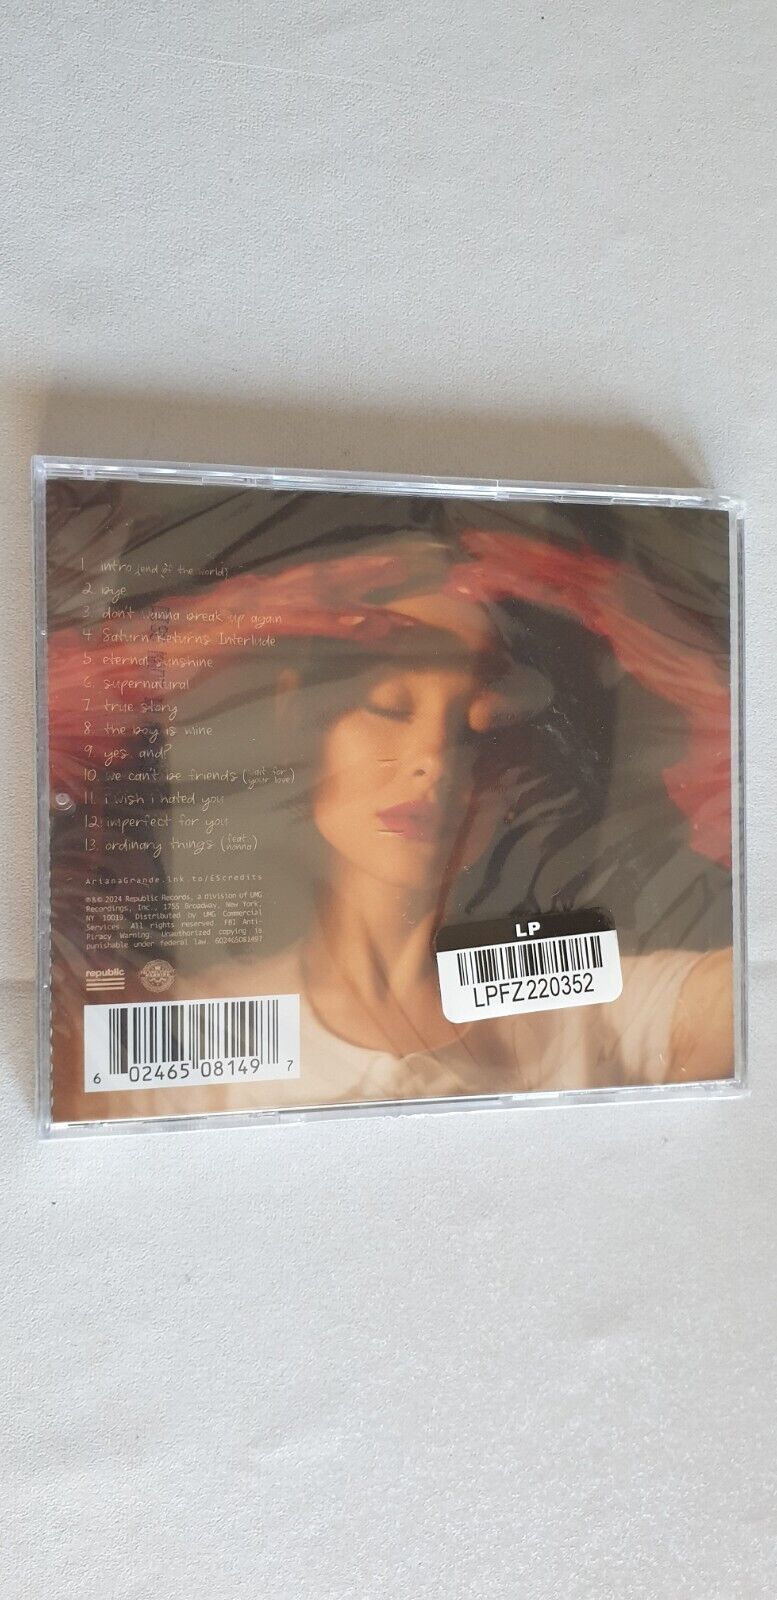 1. intro (end of the world)
2. bye
3. don't wanna break up again
4. Saturn Returns Interlude
5. eternal sunshine
6. supernatural
7. true story
8. the boy is mine
9. yes, and?
10. we can't be friends (wait for your love)
11. i wish i hated you
12. imperfect for you
13. ordinary things (feat. nonna)
ArianaGrande.lnk.to/EScredits
℗&© 2024 Republic Records, a division of UMG
Recordings, Inc., 1755 Broadway, New York,
NY 10019. Distributed by UMG Commercial
Services. All rights reserved. FBI Anti-
Piracy Warning: Unauthorized copying is
punishable under federal law. 602465081497
republic
LP
LPFZ220352
6 02465 08149 7